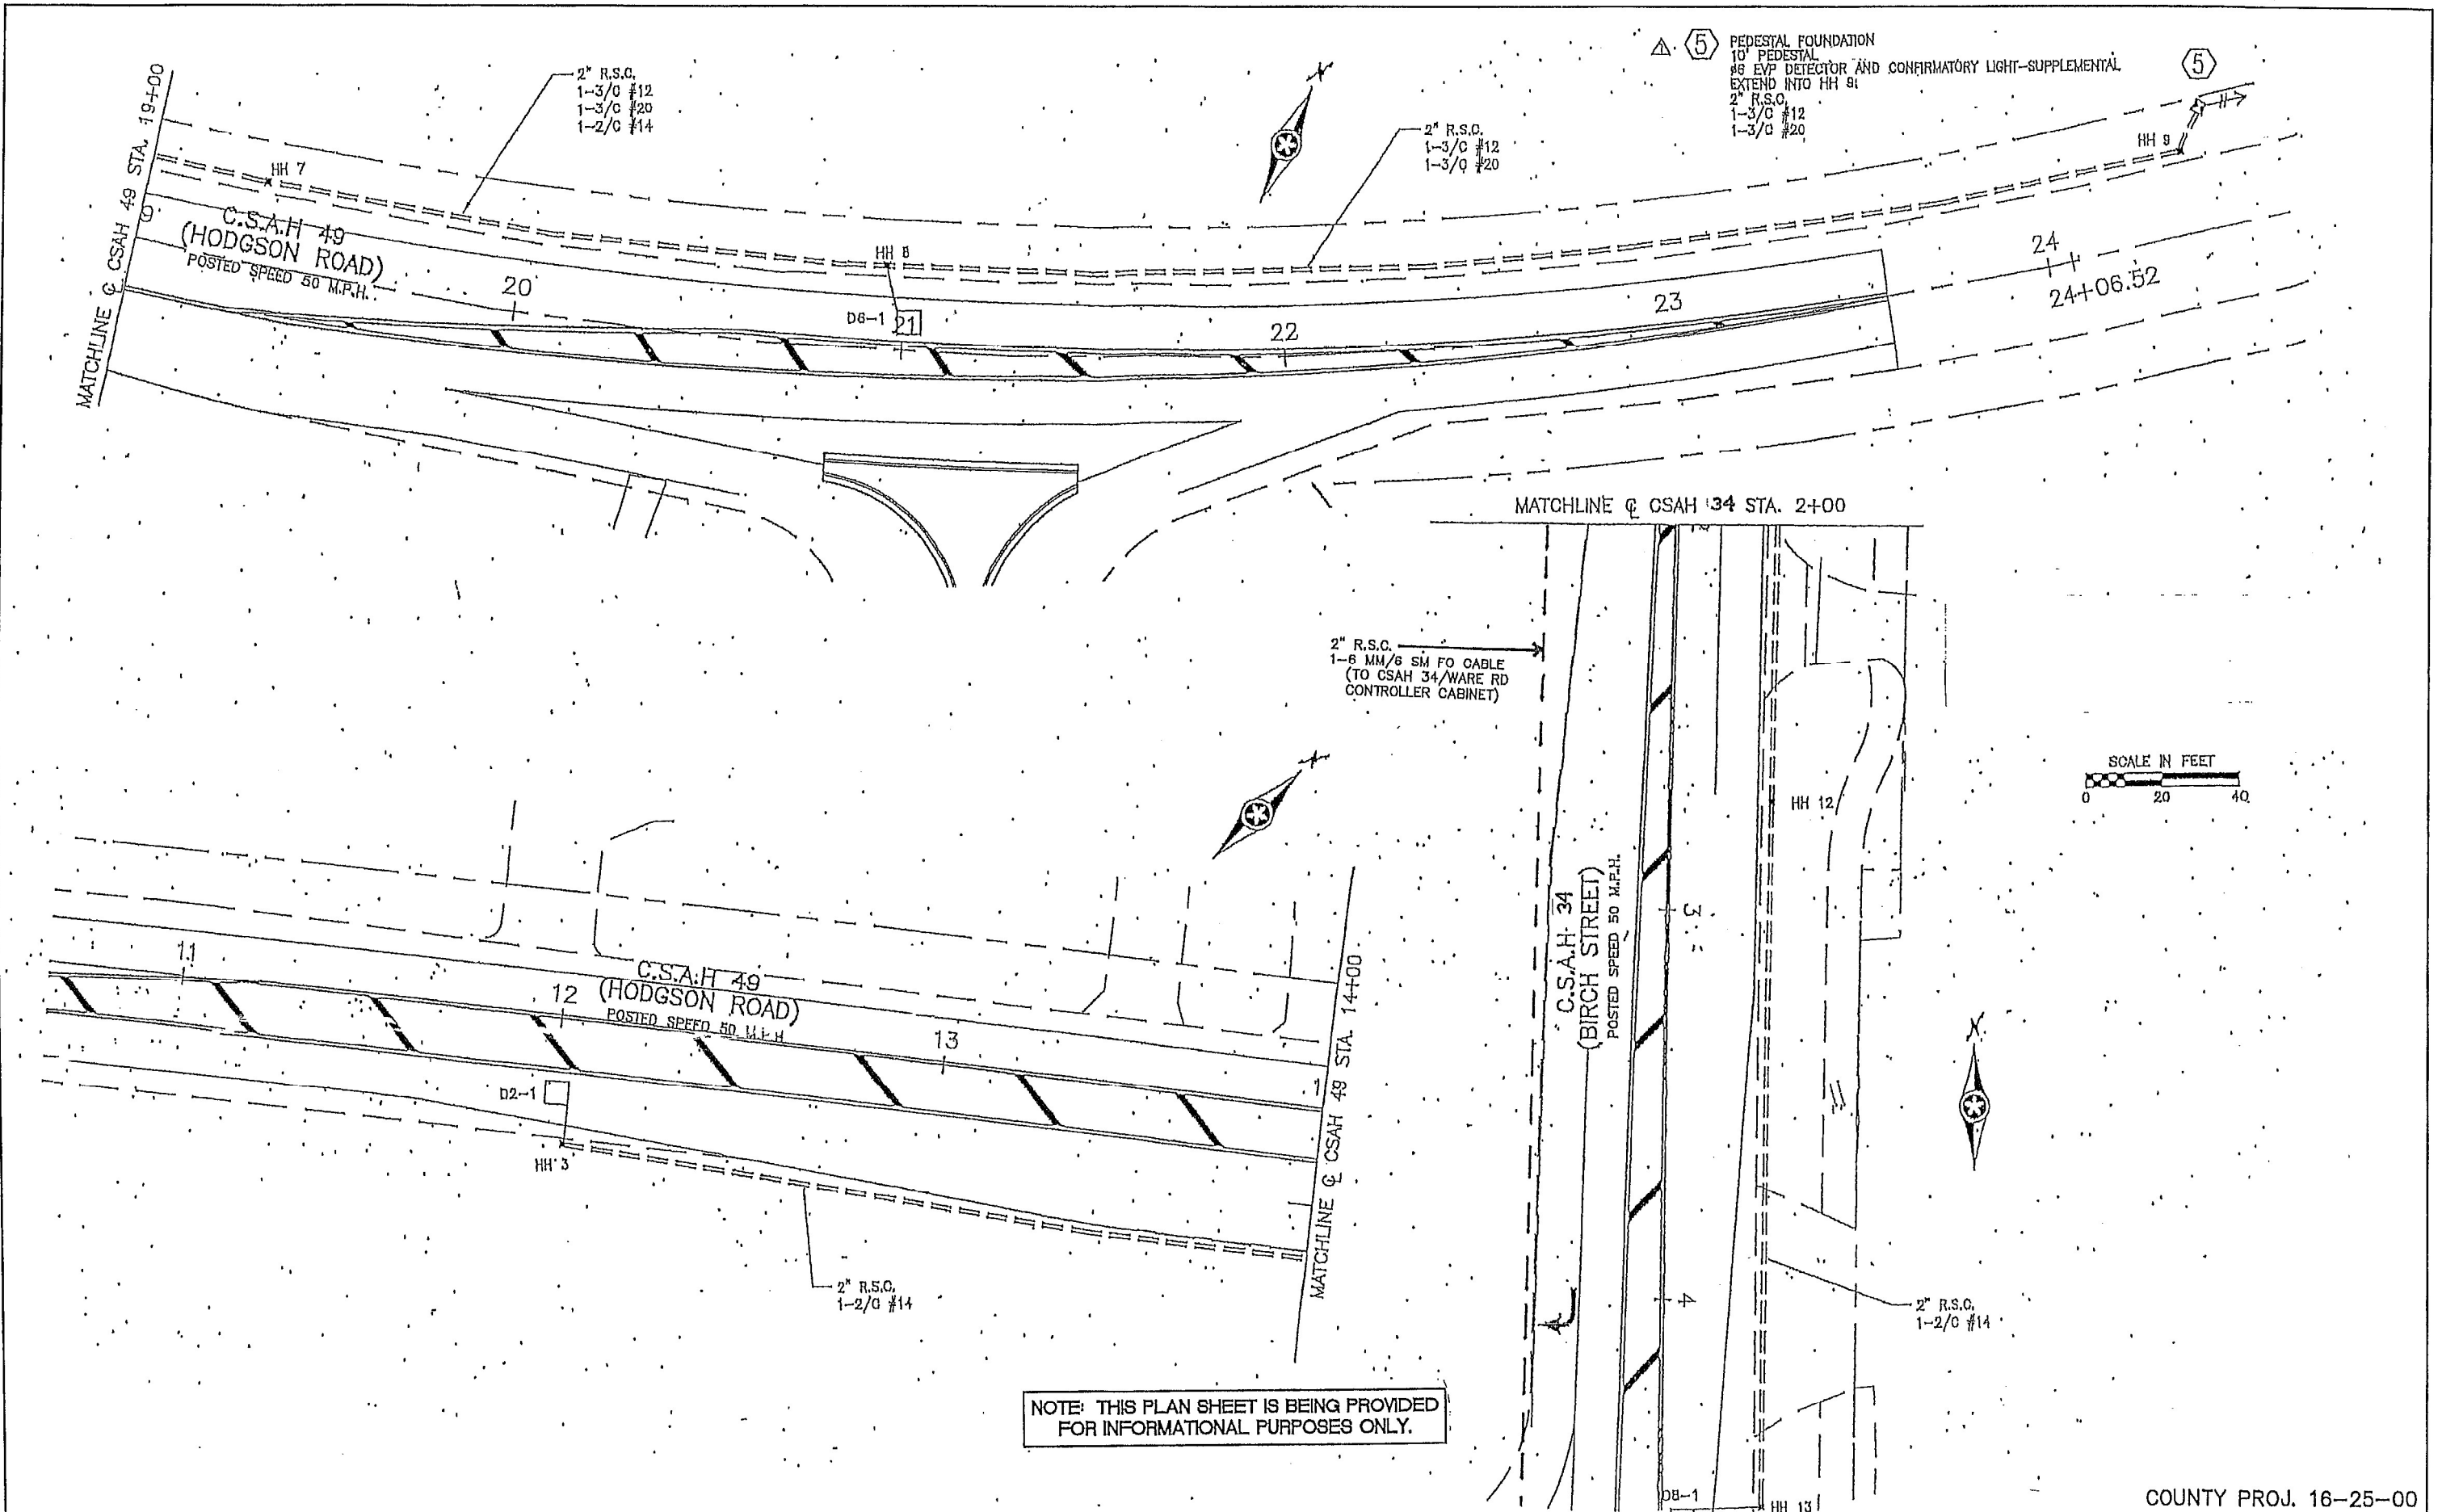 MATCHLINE ℄ CSAH 49 STA. 19+00
2" R.S.C.
1-3/C #12
1-3/C #20
1-2/C #14
HH 7
C.S.A.H 49
(HODGSON ROAD)
POSTED SPEED 50 M.P.H.
20
HH 8
D6-1
21
22
23
24
24+06.52
N
2" R.S.C.
1-3/C #12
1-3/C #20
5
PEDESTAL FOUNDATION
10' PEDESTAL
#6 EVP DETECTOR AND CONFIRMATORY LIGHT-SUPPLEMENTAL
EXTEND INTO HH 9:
2" R.S.C.
1-3/C #12
1-3/C #20
5
HH 9
MATCHLINE ℄ CSAH 34 STA. 2+00
2" R.S.C.
1-6 MM/6 SM FO CABLE
(TO CSAH 34/WARE RD
CONTROLLER CABINET)
HH 12
SCALE IN FEET
0 20 40
C.S.A.H 34
(BIRCH STREET)
POSTED SPEED 50 M.P.H.
3
4
N
2" R.S.C.
1-2/C #14
D8-1
HH 13
N
11
12
13
C.S.A.H 49
(HODGSON ROAD)
POSTED SPEED 50 M.P.H
D2-1
HH 3
2" R.S.C.
1-2/C #14
MATCHLINE ℄ CSAH 49 STA. 14+00
NOTE: THIS PLAN SHEET IS BEING PROVIDED
FOR INFORMATIONAL PURPOSES ONLY.
COUNTY PROJ. 16-25-00